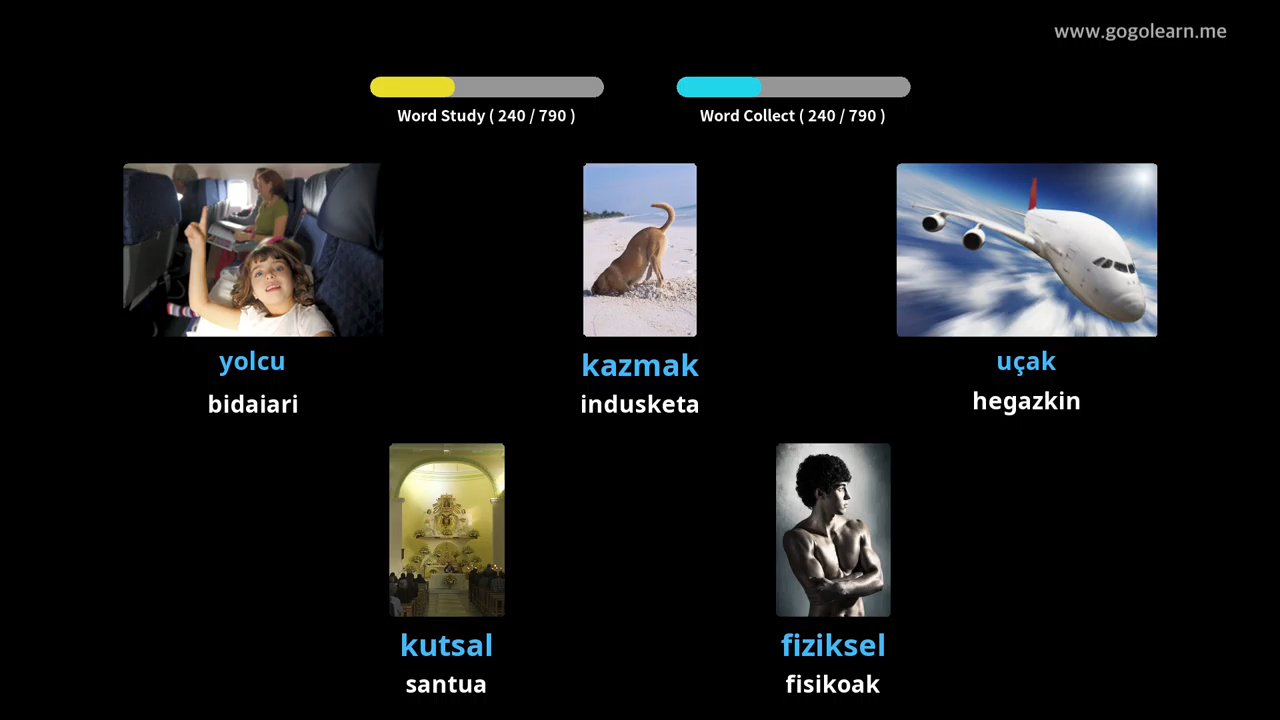 www.gogolearn.me
Word Study ( 240 / 790 )
Word Collect ( 240 / 790 )
yolcu
bidaiari
kazmak
indusketa
uçak
hegazkin
kutsal
santua
fiziksel
fisikoak